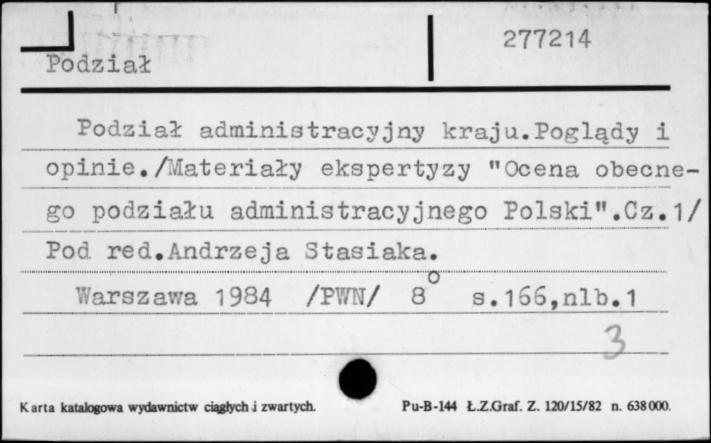 277214
Podział
Podział administracyjny kraju.Poglądy i
opinie./Materiały ekspertyzy "Ocena obecne-
go podziału administracyjnego Polski".Cz.1/
Pod red.Andrzeja Stasiaka.
Warszawa 1984 /PWN/ 8° s.166,nlb.1
3
Karta katalogowa wydawnictw ciągłych i zwartych. Pu-B-144 Ł.Z.Graf. Z. 120/15/82 n. 638000.